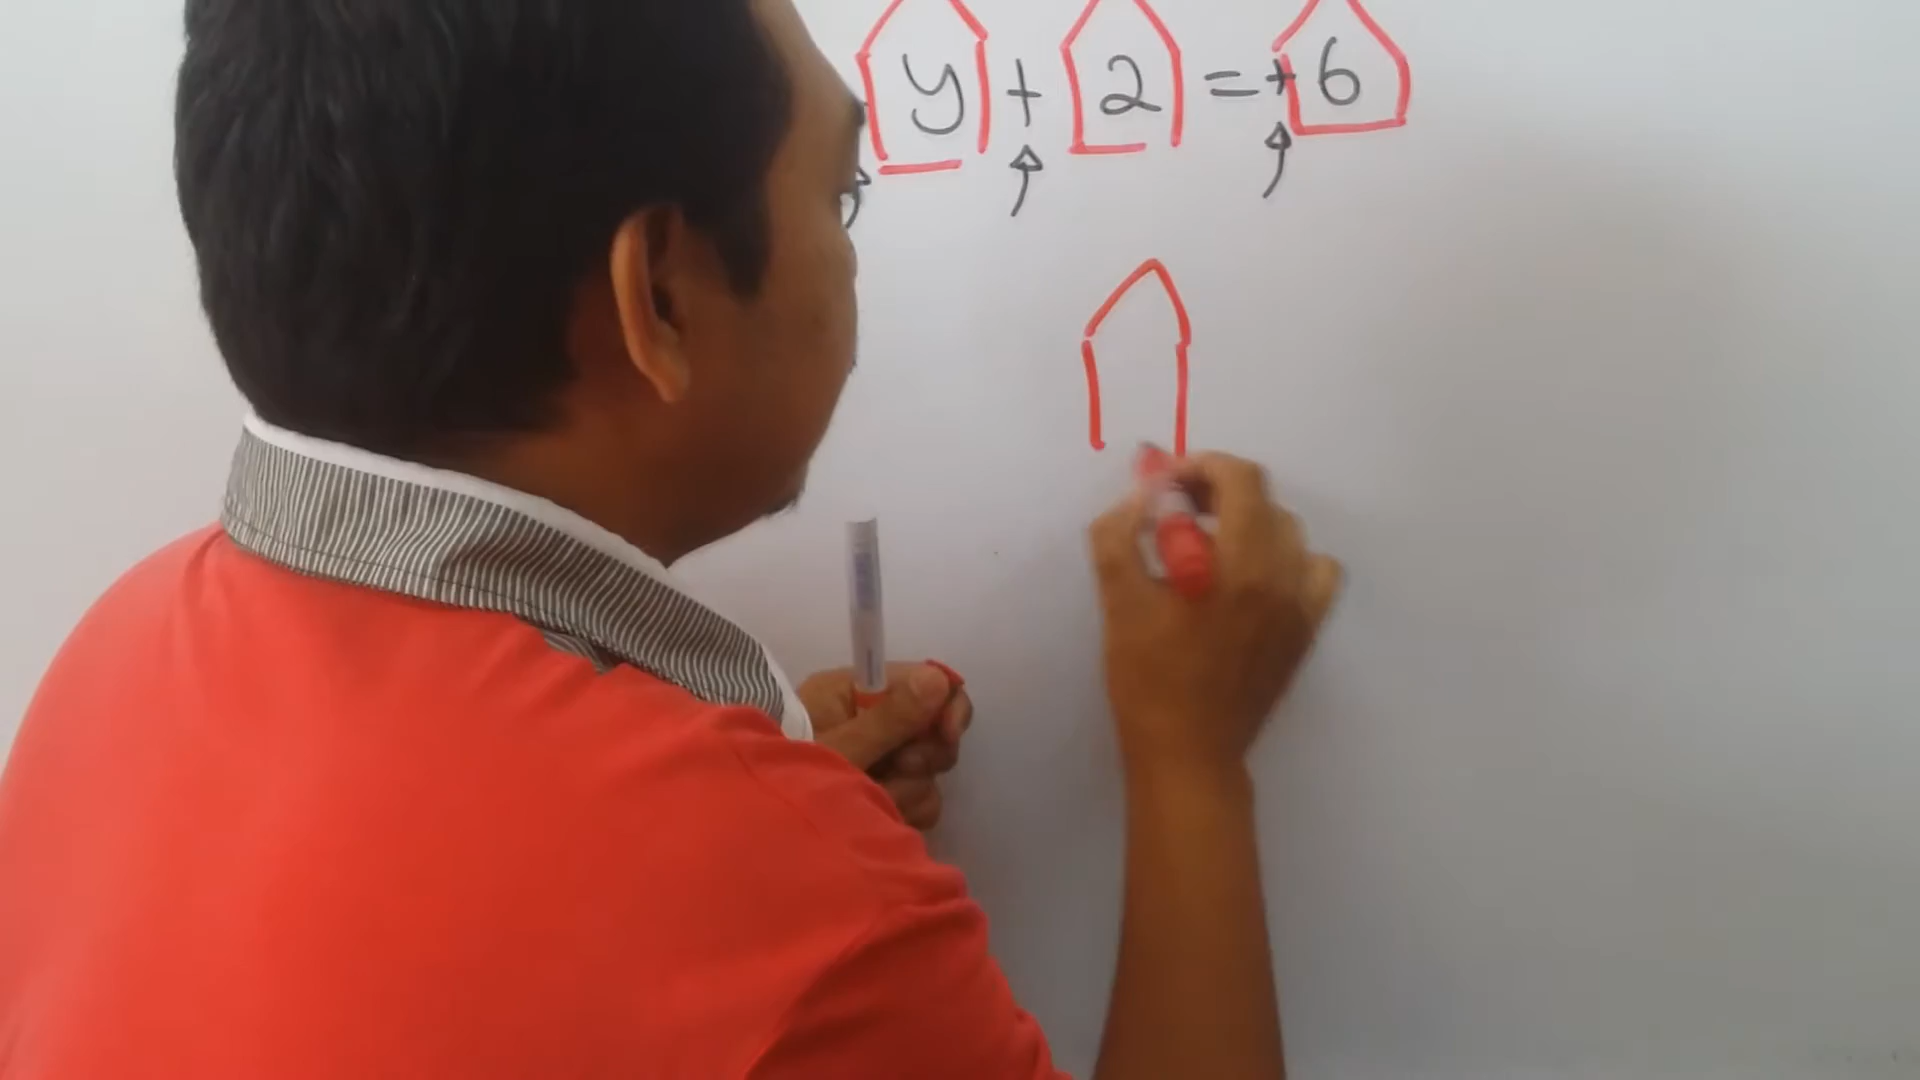 y + 2 = +6